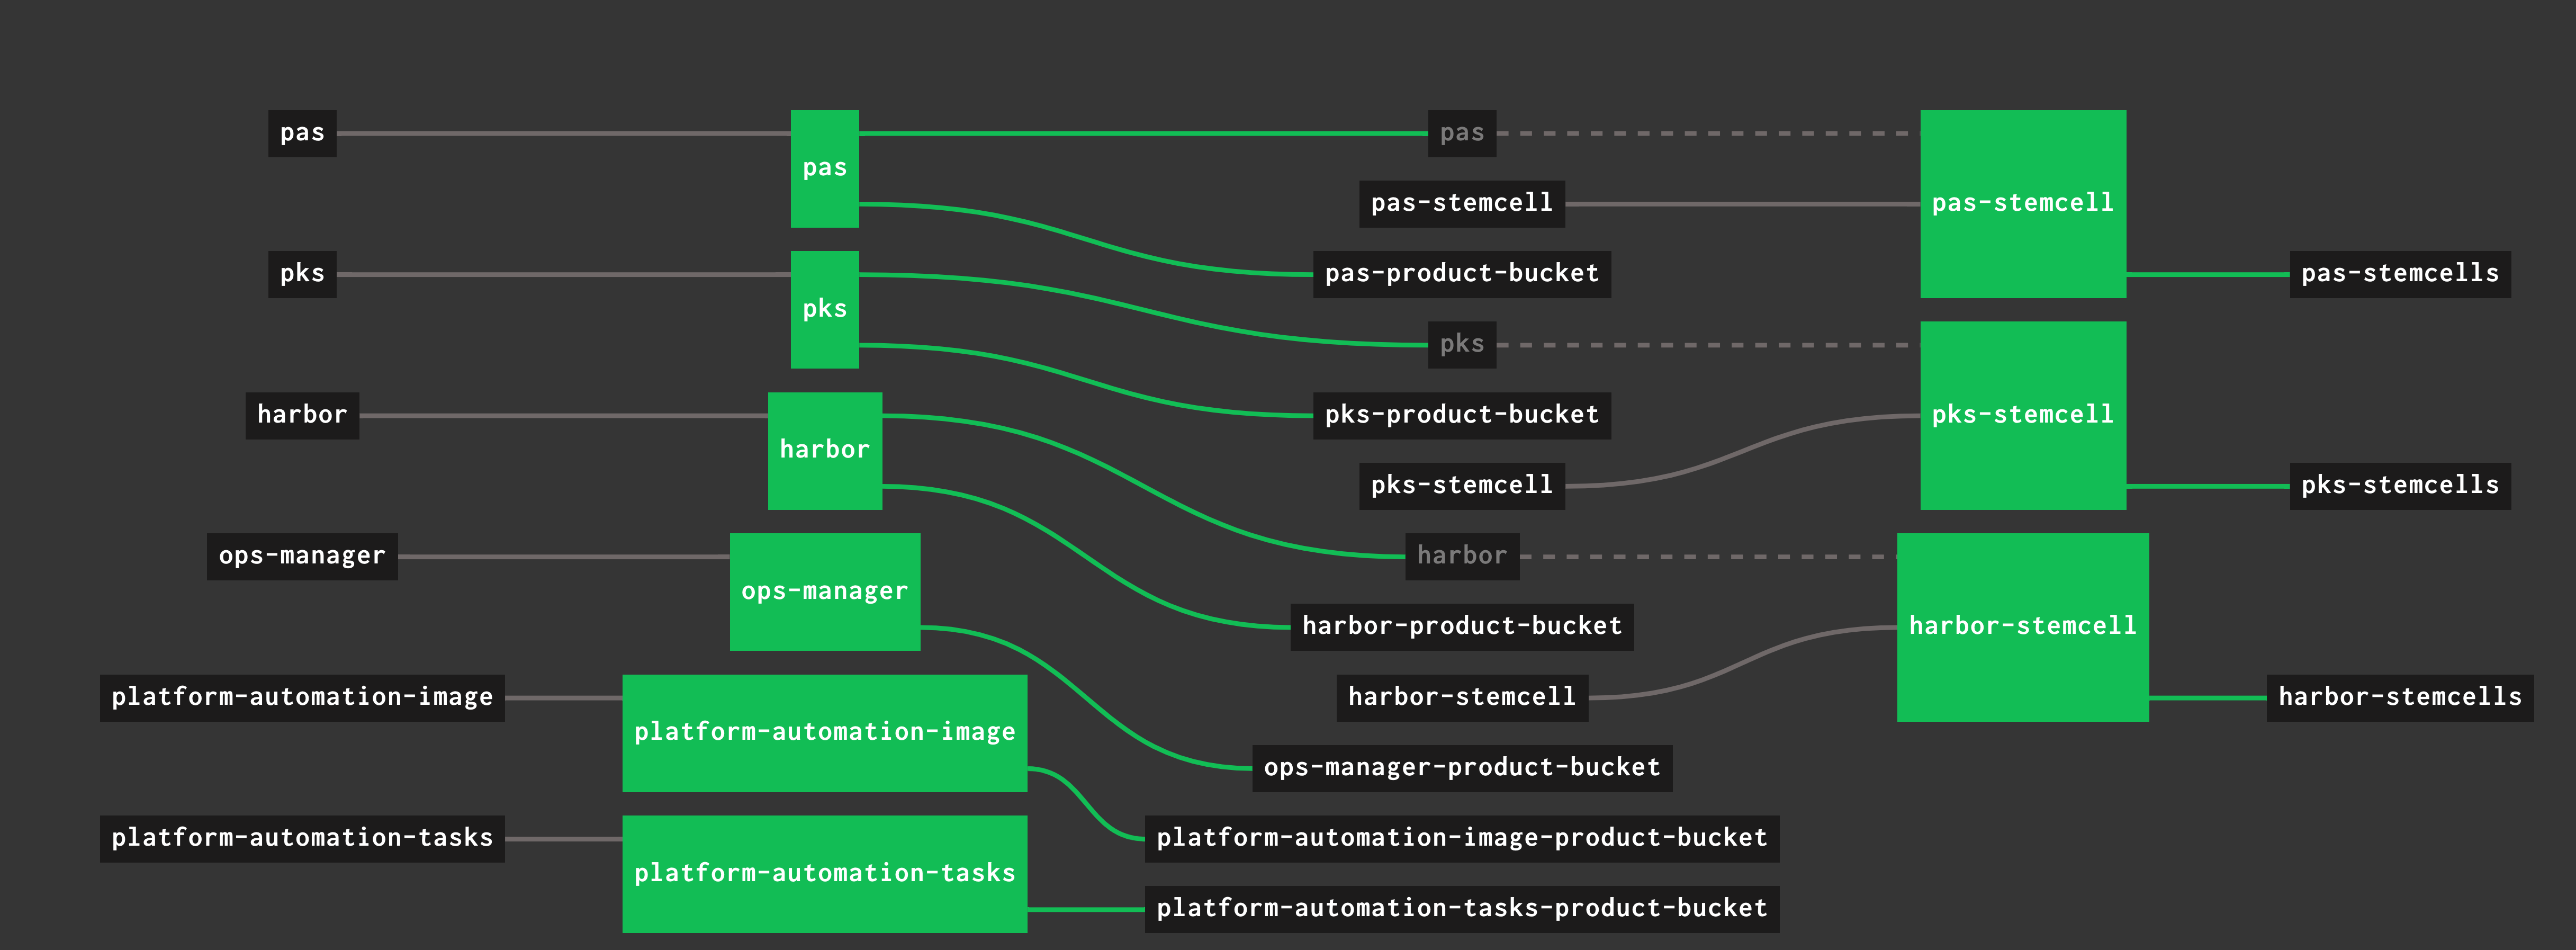 pas
pas
pas
pas-stemcell
pas-stemcell
pas-product-bucket
pas-stemcells
pks
pks
pks
pks-product-bucket
pks-stemcell
pks-stemcell
pks-stemcells
harbor
harbor
harbor
harbor-product-bucket
harbor-stemcell
harbor-stemcell
harbor-stemcells
ops-manager
ops-manager
ops-manager-product-bucket
platform-automation-image
platform-automation-image
platform-automation-image-product-bucket
platform-automation-tasks
platform-automation-tasks
platform-automation-tasks-product-bucket